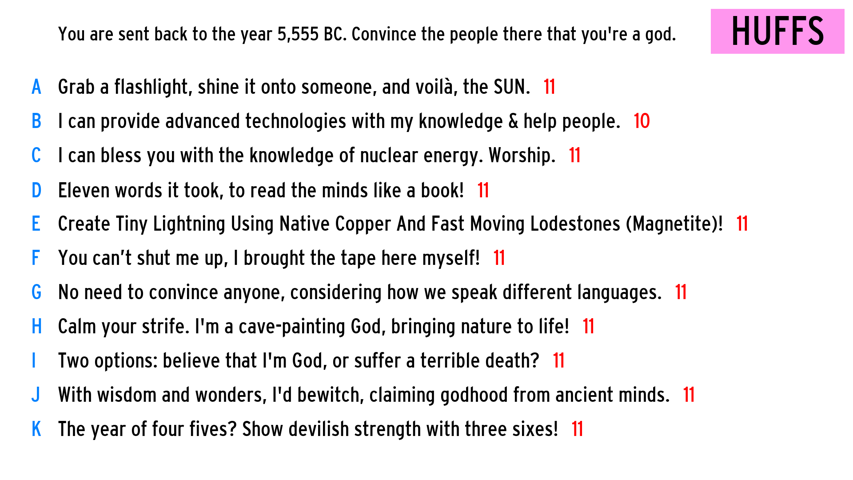 You are sent back to the year 5,555 BC. Convince the people there that you're a god.
HUFFS
A Grab a flashlight, shine it onto someone, and voilà, the SUN. 11
B I can provide advanced technologies with my knowledge & help people. 10
C I can bless you with the knowledge of nuclear energy. Worship. 11
D Eleven words it took, to read the minds like a book! 11
E Create Tiny Lightning Using Native Copper And Fast Moving Lodestones (Magnetite)! 11
F You can’t shut me up, I brought the tape here myself! 11
G No need to convince anyone, considering how we speak different languages. 11
H Calm your strife. I'm a cave-painting God, bringing nature to life! 11
I Two options: believe that I'm God, or suffer a terrible death? 11
J With wisdom and wonders, I'd bewitch, claiming godhood from ancient minds. 11
K The year of four fives? Show devilish strength with three sixes! 11